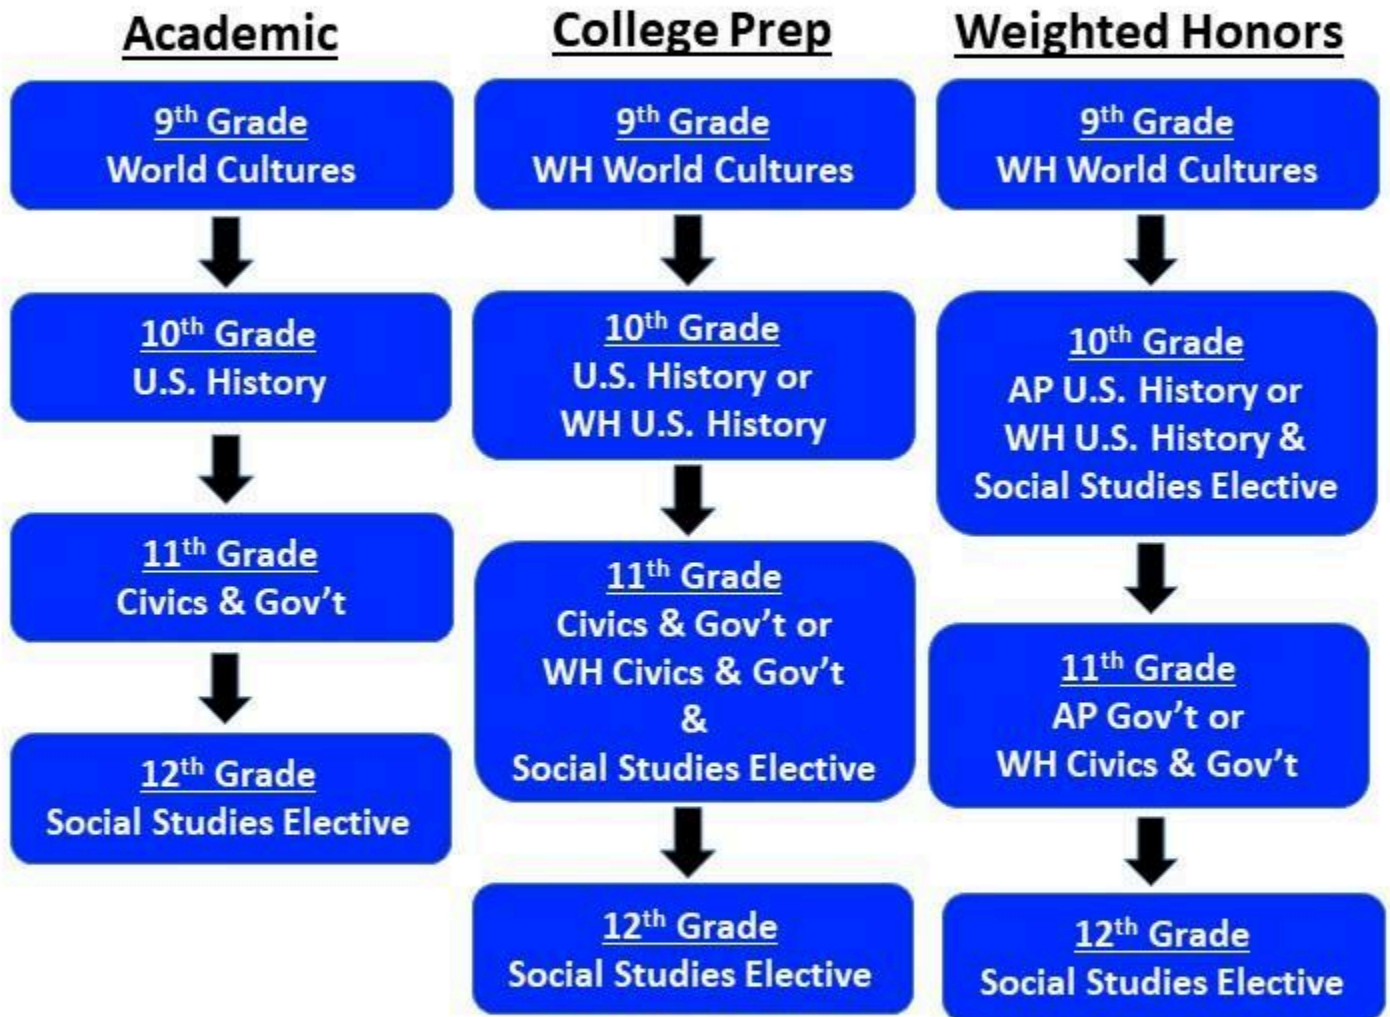 Academic
9th Grade
World Cultures
10th Grade
U.S. History
11th Grade
Civics & Gov't
12th Grade
Social Studies Elective
College Prep
9th Grade
WH World Cultures
10th Grade
U.S. History or
WH U.S. History
11th Grade
Civics & Gov't or
WH Civics & Gov't
&
Social Studies Elective
12th Grade
Social Studies Elective
Weighted Honors
9th Grade
WH World Cultures
10th Grade
AP U.S. History or
WH U.S. History &
Social Studies Elective
11th Grade
AP Gov't or
WH Civics & Gov't
12th Grade
Social Studies Elective